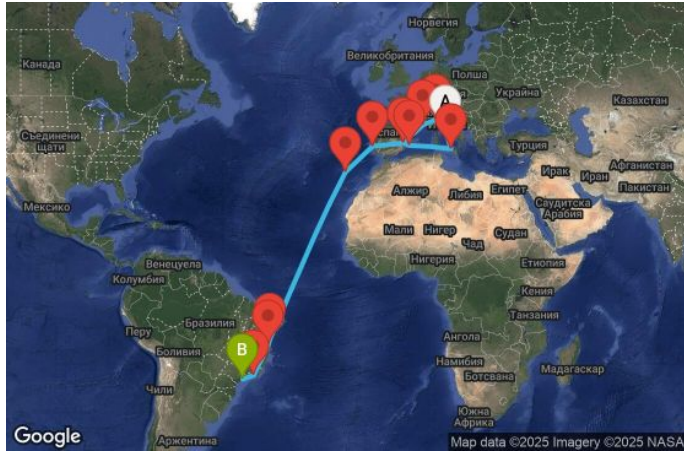 Норвегия
Канада
Великобритания
Полша
Украйна
Казахстан
Съединени
щати
Турция
Ирак
Афганистан
Иран
Пакистан
Мексико
Алжир
Либия
Египет
Саудитска
Арабия
Мали
Нигер
Чад
Судан
Нигерия
Етиопия
Венецуела
Колумбия
Кения
Танзания
Перу
Бразилия
Боливия
Ангола
Намибия
Ботсвана
Мадагаскар
Чили
Южна
Африка
Аржентина
A
B
Google
Map data ©2025 Imagery ©2025 NASA